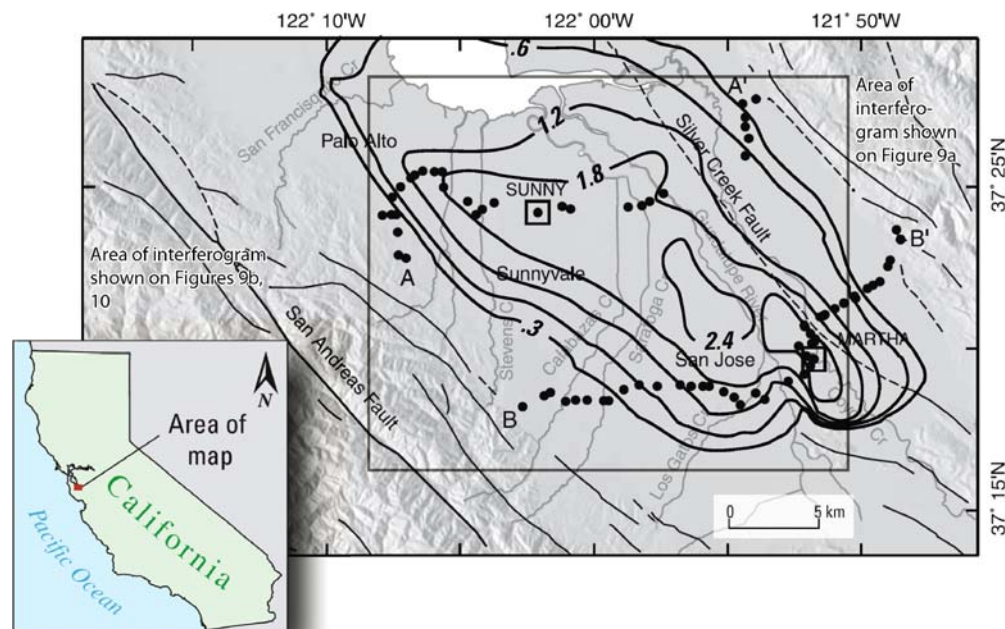 122° 10'W
122° 00'W
121° 50'W
.6
A'
Area of
interfero-
gram shown
on Figure 9a
San Francisquito Cr
Palo Alto
1.2
Silver Creek Fault
37° 25'N
1.8
SUNNY
B'
Guadalupe River
Area of interferogram
shown on Figures 9b,
10
A
Sunnyvale
Stevens C
Calabazas C
Saratoga C
.3
2.4
San Jose
MARTHA
San Andreas Fault
B
Los Gatos C
Cr
37° 15'N
0 5 km
N
Area of
map
California
Pacific Ocean